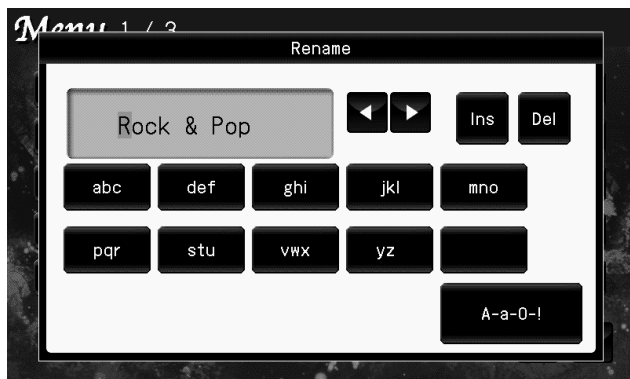 Menu 1 / 3
Rename
Rock & Pop
Ins Del
abc def ghi jkl mno
pqr stu vwx yz
A-a-0-!